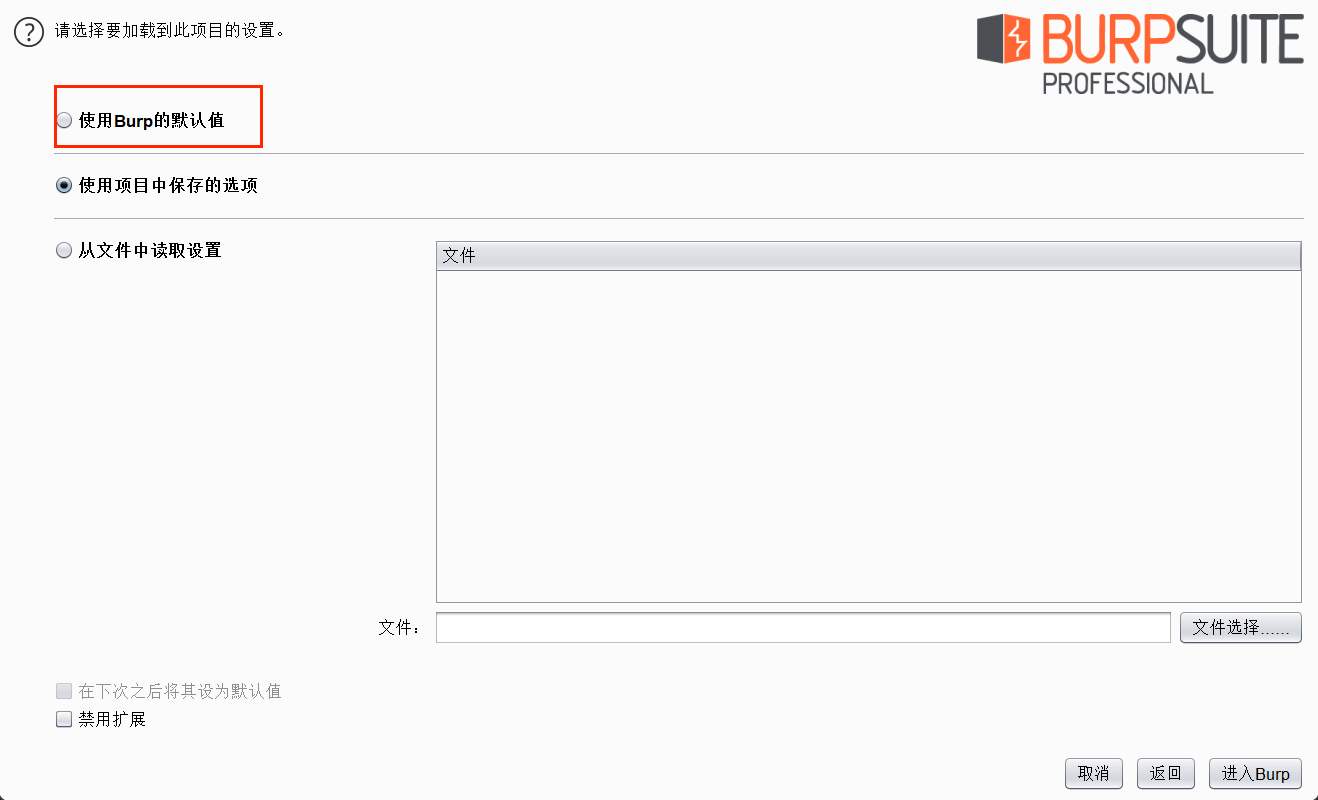 请选择要加载到此项目的设置。
BURPSUITE
PROFESSIONAL
使用Burp的默认值
使用项目中保存的选项
从文件中读取设置
文件
文件：
文件选择......
在下次之后将其设为默认值
禁用扩展
取消
返回
进入Burp